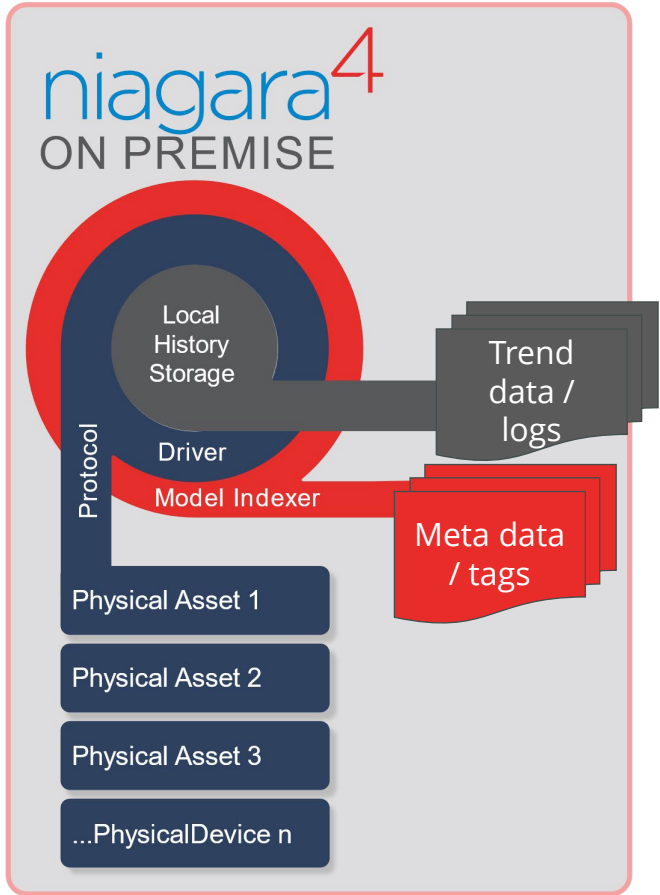 niagara4
ON PREMISE
Local
History
Storage
Trend
data /
logs
Protocol
Driver
Model Indexer
Meta data
/ tags
Physical Asset 1
Physical Asset 2
Physical Asset 3
...PhysicalDevice n